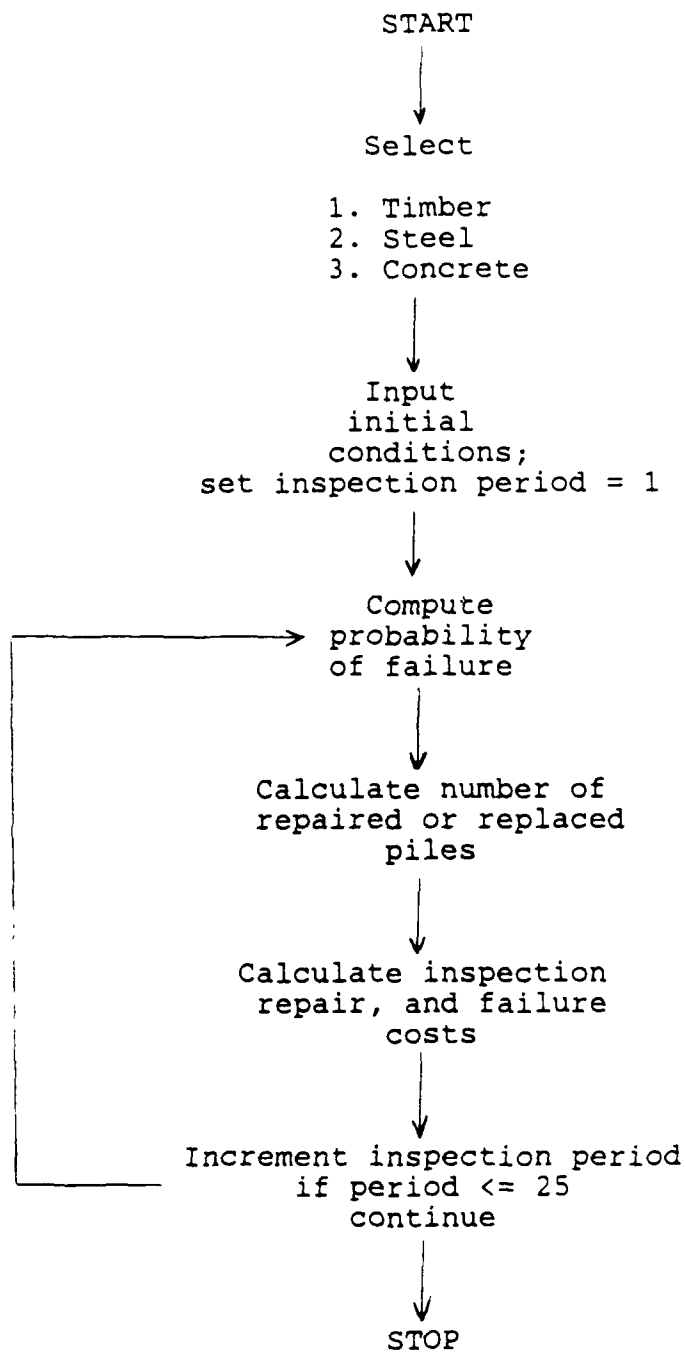 START
Select
1. Timber
2. Steel
3. Concrete
Input
initial
conditions;
set inspection period = 1
Compute
probability
of failure
Calculate number of
repaired or replaced
piles
Calculate inspection
repair, and failure
costs
Increment inspection period
if period <= 25
continue
STOP